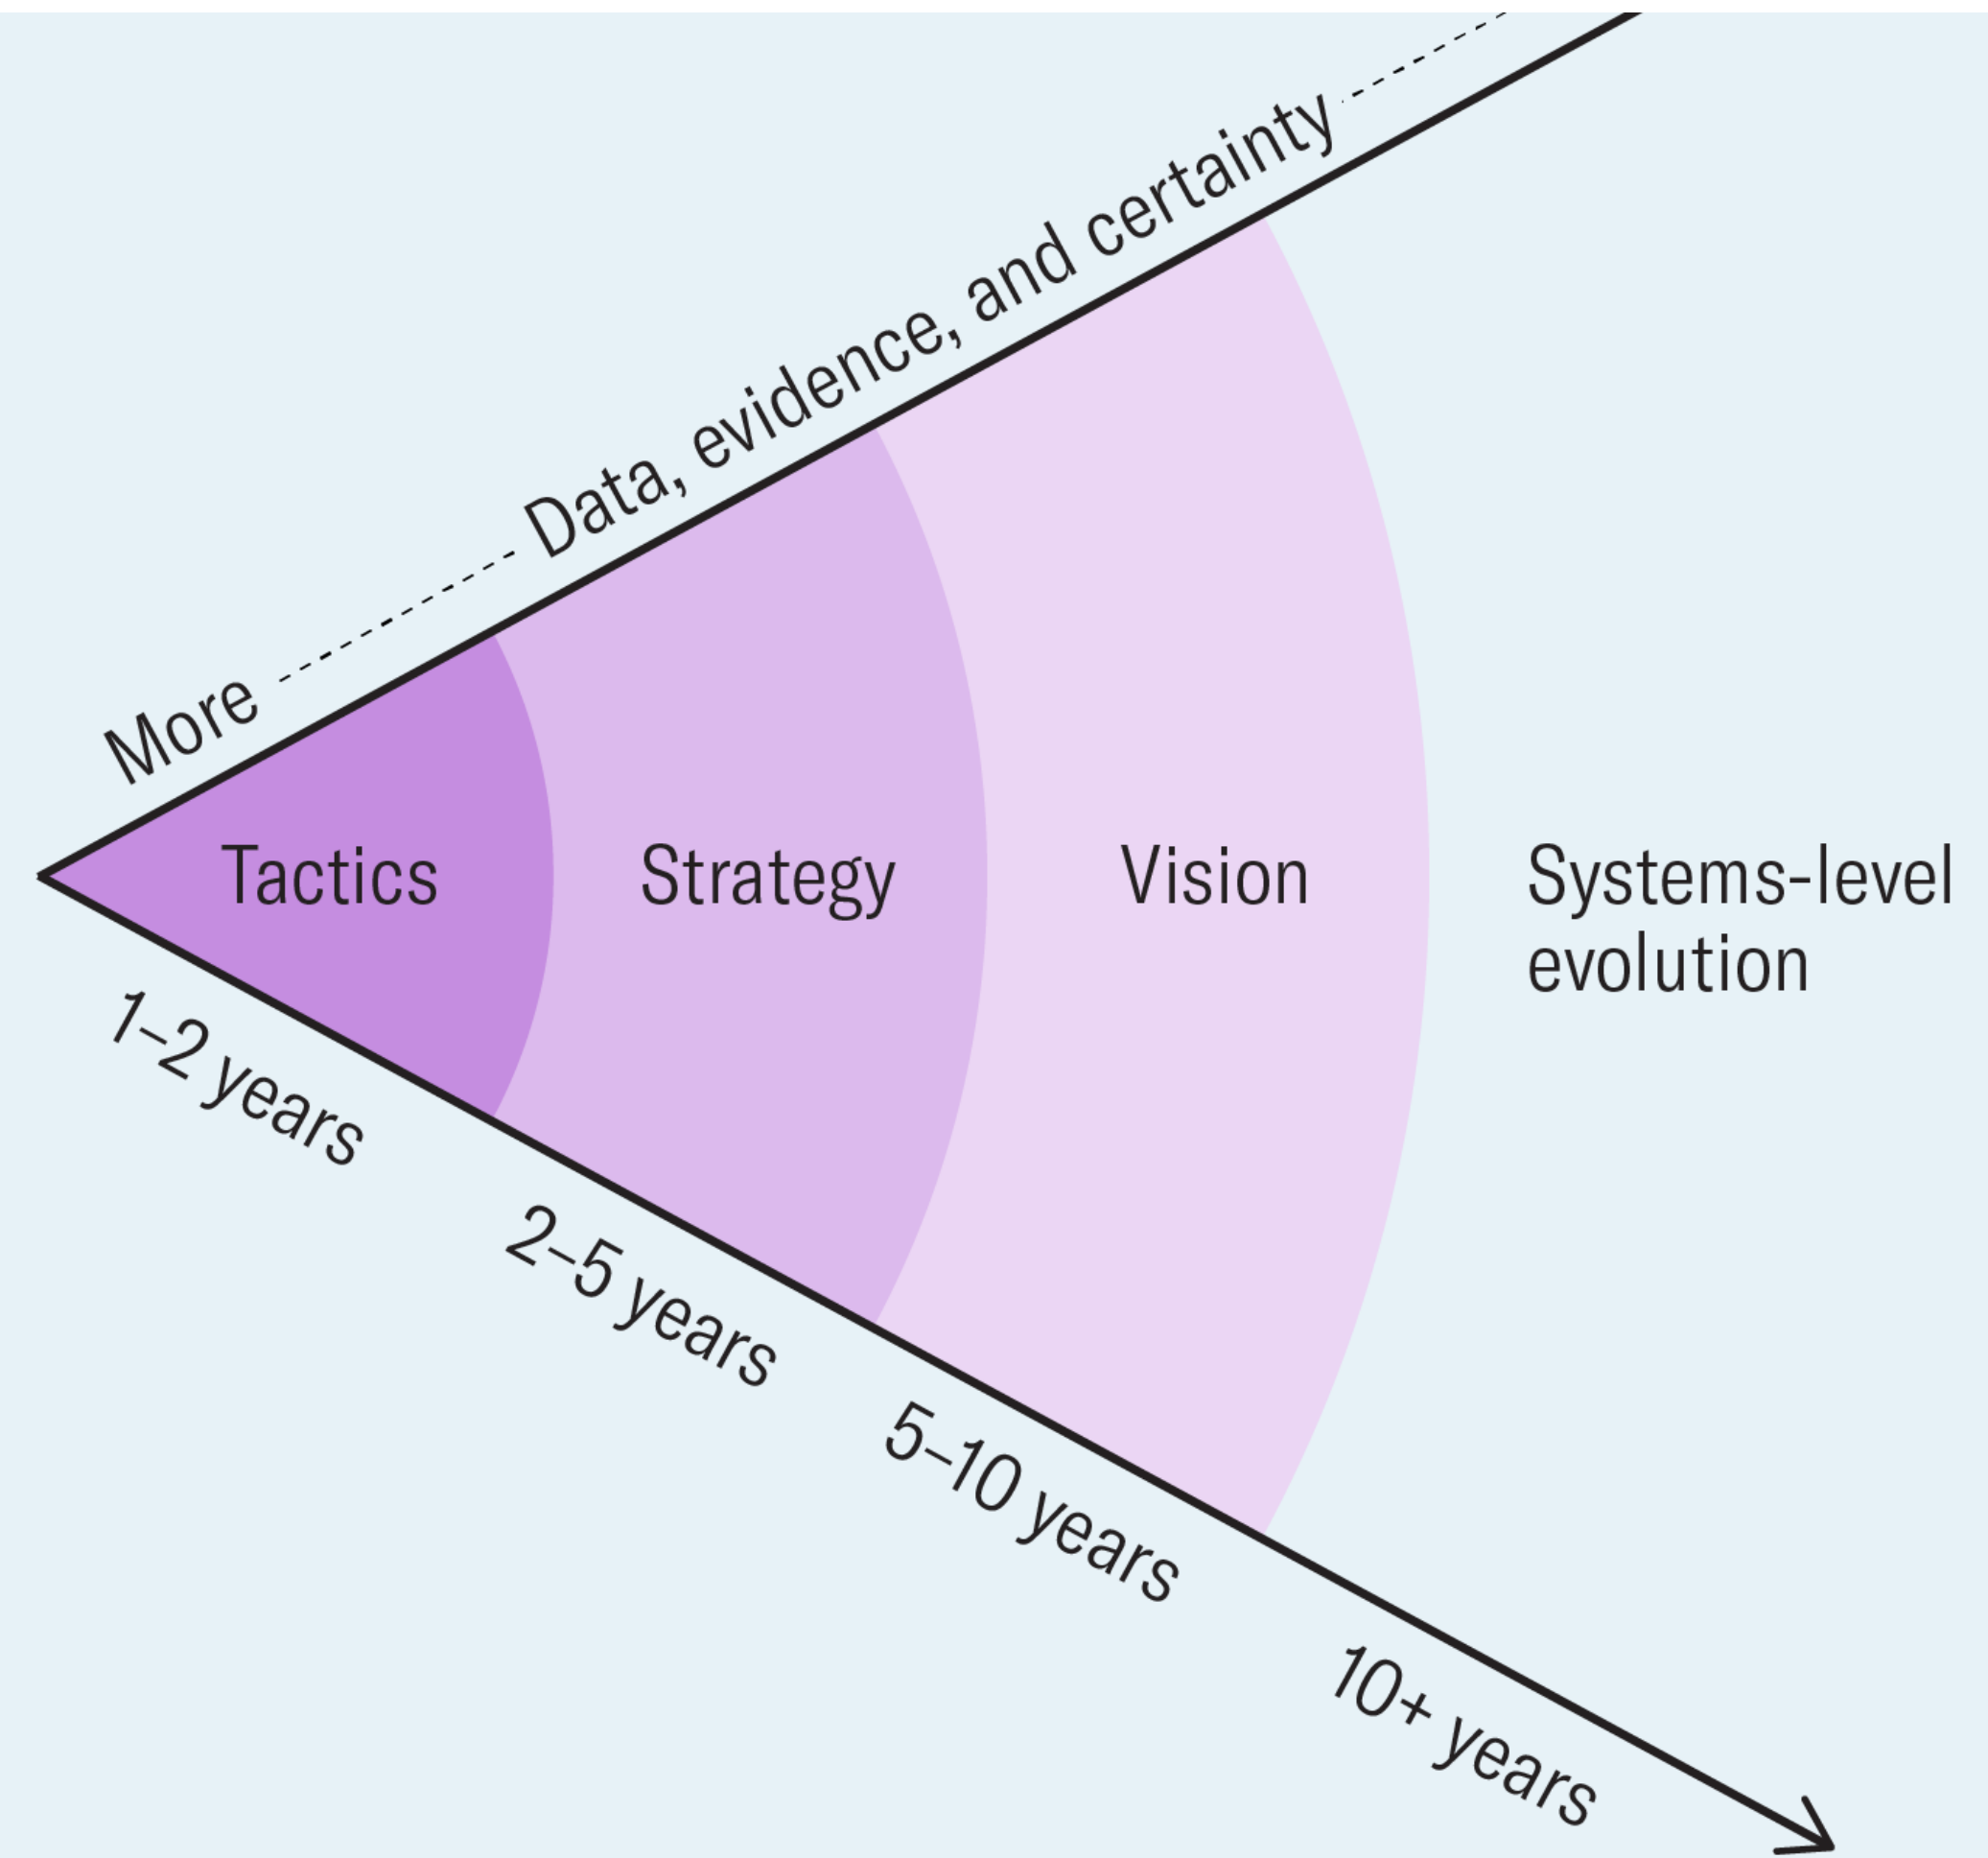 More
Data, evidence, and certainty
Tactics
Strategy
Vision
Systems-level
evolution
1–2 years
2–5 years
5–10 years
10+ years